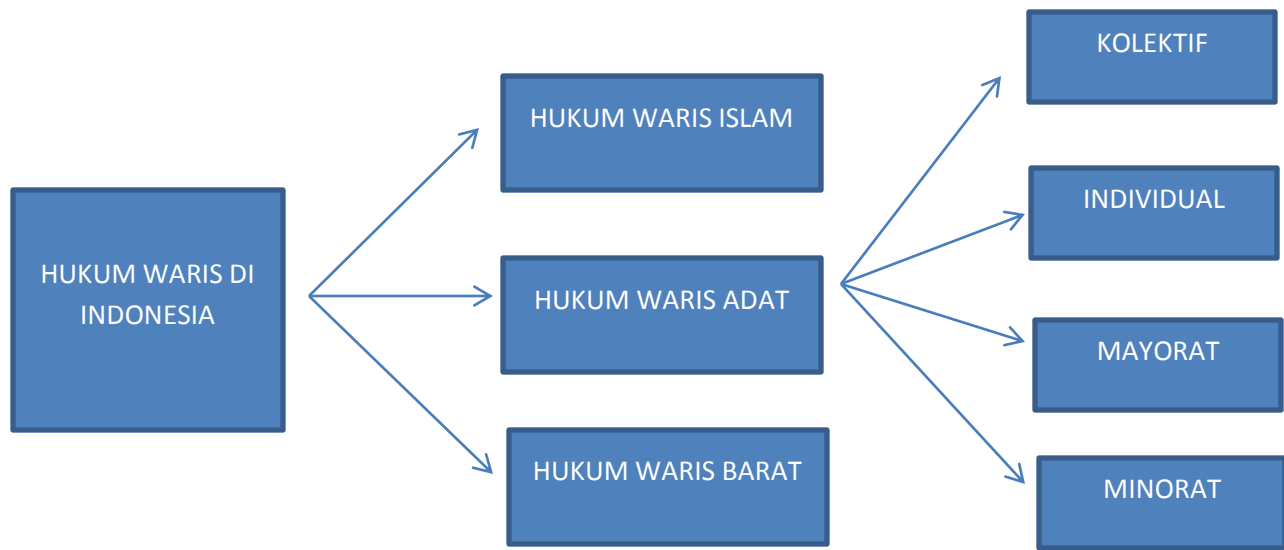 HUKUM WARIS DI
INDONESIA
HUKUM WARIS ISLAM
HUKUM WARIS ADAT
HUKUM WARIS BARAT
KOLEKTIF
INDIVIDUAL
MAYORAT
MINORAT